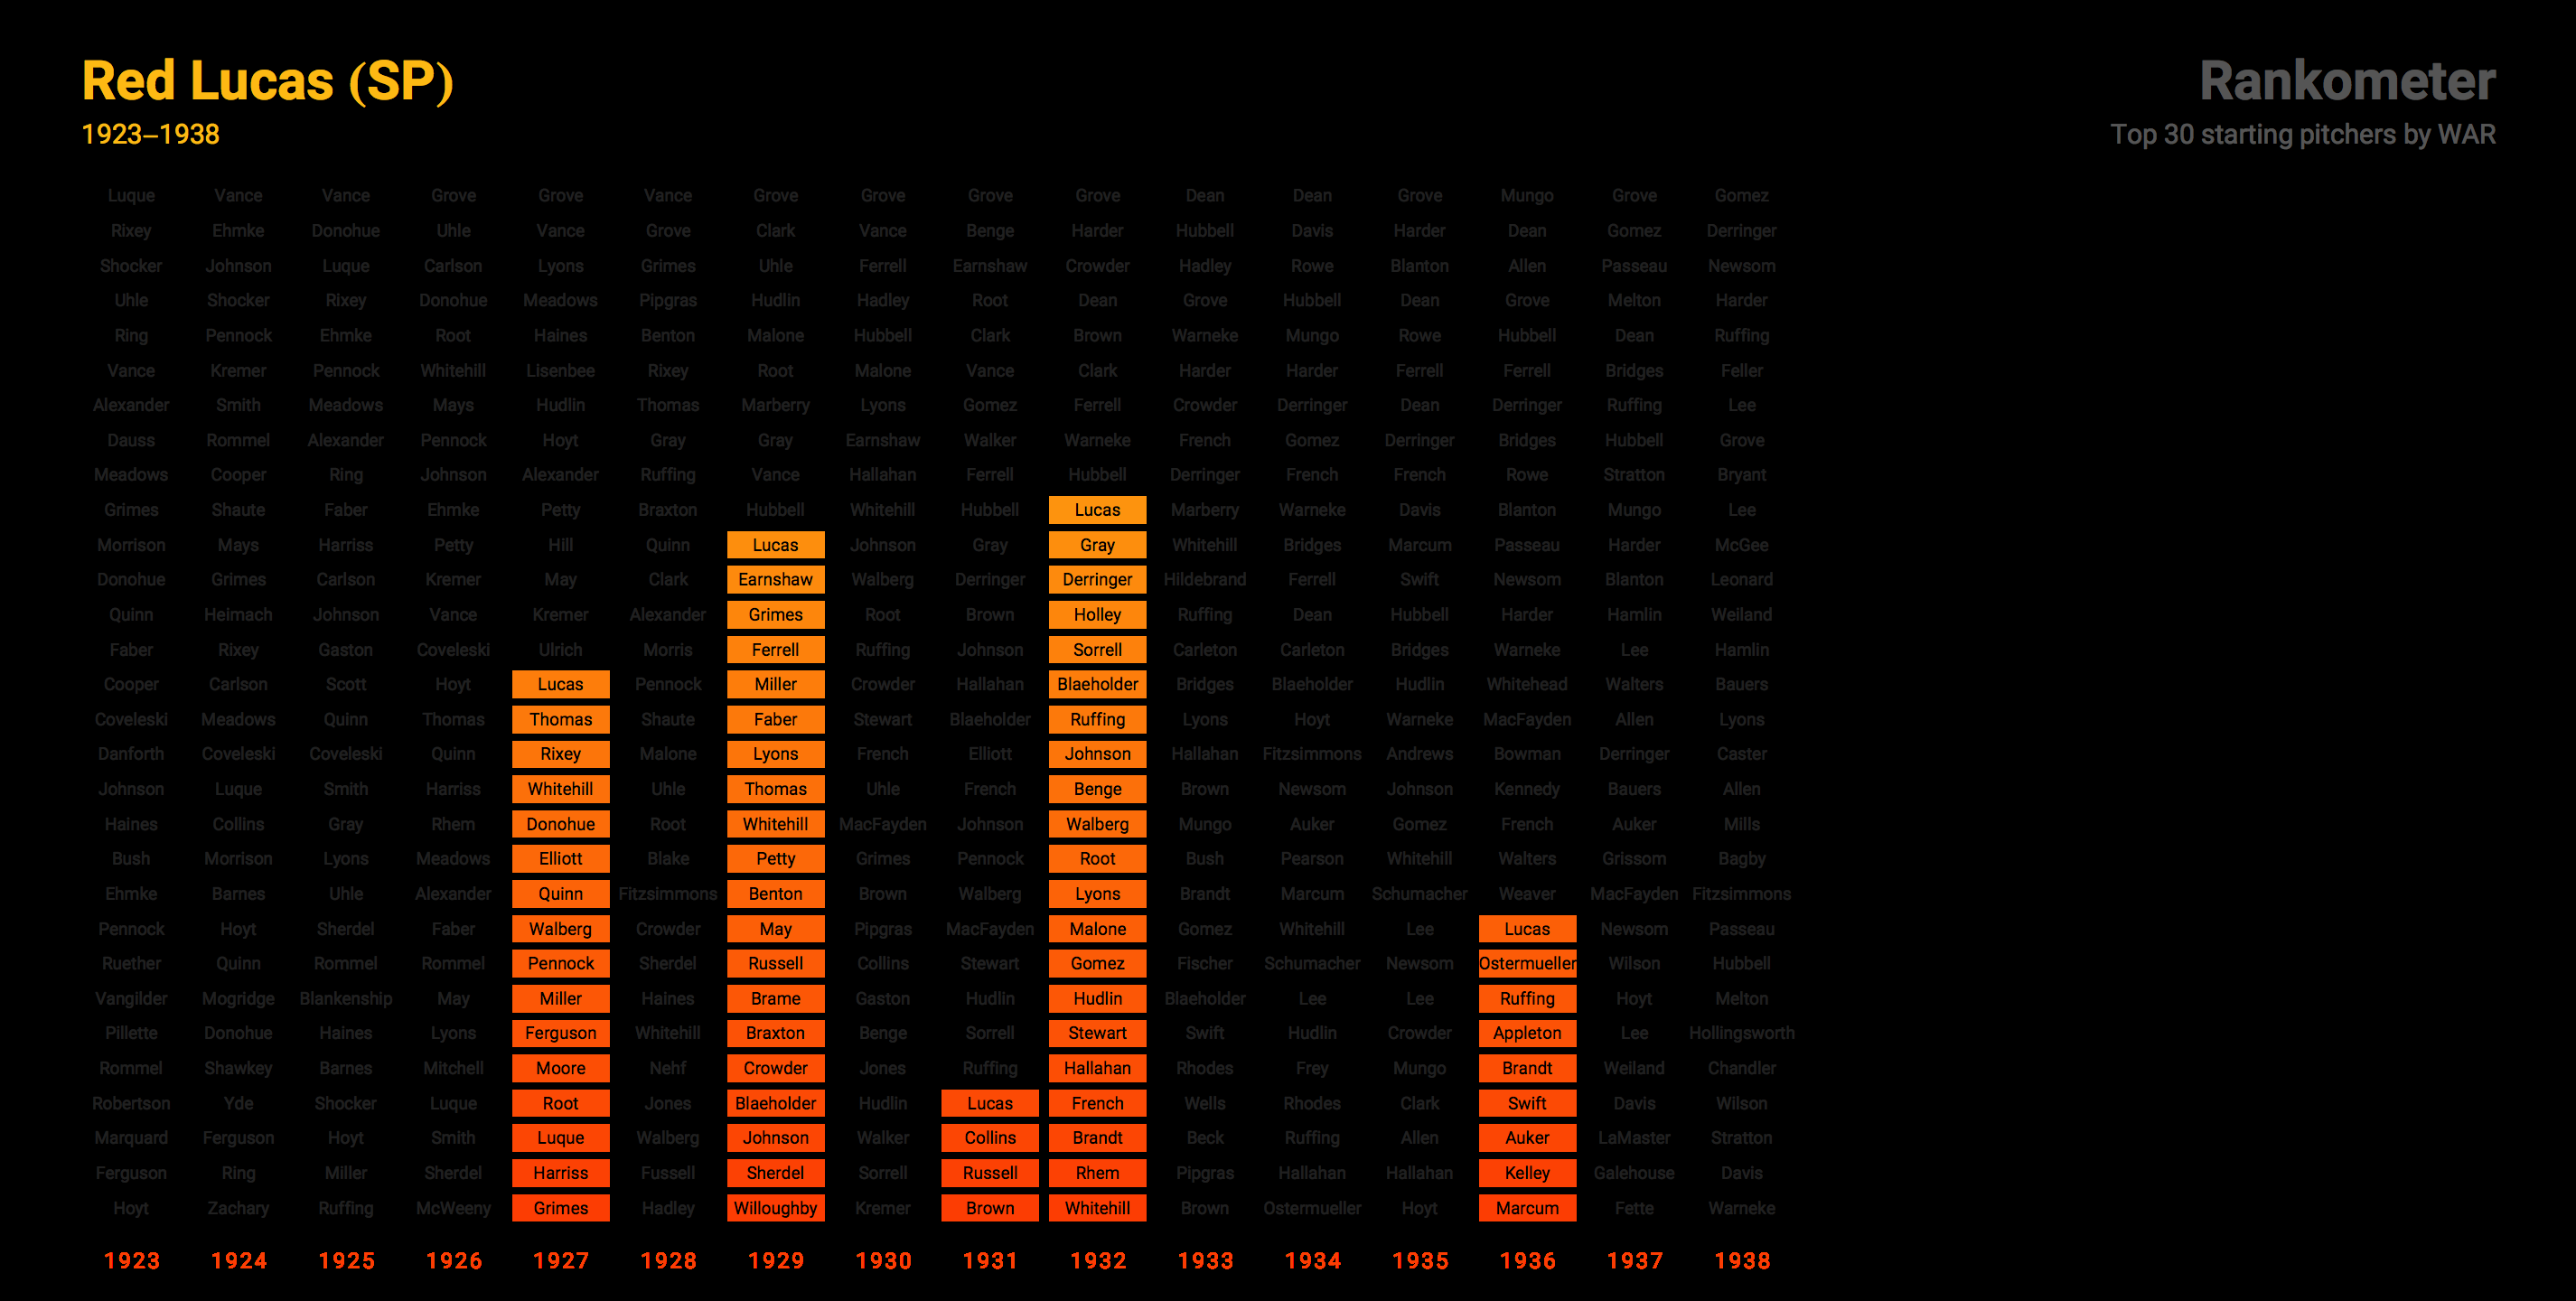 Red Lucas (SP)
Rankometer
1923–1938
Top 30 starting pitchers by WAR
Luque Vance Vance Grove Grove Vance Grove Grove Grove Grove Dean Dean Grove Mungo Grove Gomez
Rixey Ehmke Donohue Uhle Vance Grove Clark Vance Benge Harder Hubbell Davis Harder Dean Gomez Derringer
Shocker Johnson Luque Carlson Lyons Grimes Uhle Ferrell Earnshaw Crowder Hadley Rowe Blanton Allen Passeau Newsom
Uhle Shocker Rixey Donohue Meadows Pipgras Hudlin Hadley Root Dean Grove Hubbell Dean Grove Melton Harder
Ring Pennock Ehmke Root Haines Benton Malone Hubbell Clark Brown Warneke Mungo Rowe Hubbell Dean Ruffing
Vance Kremer Pennock Whitehill Lisenbee Rixey Root Malone Vance Clark Harder Harder Ferrell Ferrell Bridges Feller
Alexander Smith Meadows Mays Hudlin Thomas Marberry Lyons Gomez Ferrell Crowder Derringer Dean Derringer Ruffing Lee
Dauss Rommel Alexander Pennock Hoyt Gray Gray Earnshaw Walker Warneke French Gomez Derringer Bridges Hubbell Grove
Meadows Cooper Ring Johnson Alexander Ruffing Vance Hallahan Ferrell Hubbell Derringer French French Rowe Stratton Bryant
Grimes Shaute Faber Ehmke Petty Braxton Hubbell Whitehill Hubbell Lucas Marberry Warneke Davis Blanton Mungo Lee
Morrison Mays Harriss Petty Hill Quinn Lucas Johnson Gray Gray Whitehill Bridges Marcum Passeau Harder McGee
Donohue Grimes Carlson Kremer May Clark Earnshaw Walberg Derringer Derringer Hildebrand Ferrell Swift Newsom Blanton Leonard
Quinn Heimach Johnson Vance Kremer Alexander Grimes Root Brown Holley Ruffing Dean Hubbell Harder Hamlin Weiland
Faber Rixey Gaston Coveleski Ulrich Morris Ferrell Ruffing Johnson Sorrell Carleton Carleton Bridges Warneke Lee Hamlin
Cooper Carlson Scott Hoyt Lucas Pennock Miller Crowder Hallahan Blaeholder Bridges Blaeholder Hudlin Whitehead Walters Bauers
Coveleski Meadows Quinn Thomas Thomas Shaute Faber Stewart Blaeholder Ruffing Lyons Hoyt Warneke MacFayden Allen Lyons
Danforth Coveleski Coveleski Quinn Rixey Malone Lyons French Elliott Johnson Hallahan Fitzsimmons Andrews Bowman Derringer Caster
Johnson Luque Smith Harriss Whitehill Uhle Thomas Uhle French Benge Brown Newsom Johnson Kennedy Bauers Allen
Haines Collins Gray Rhem Donohue Root Whitehill MacFayden Johnson Walberg Mungo Auker Gomez French Auker Mills
Bush Morrison Lyons Meadows Elliott Blake Petty Grimes Pennock Root Bush Pearson Whitehill Walters Grissom Bagby
Ehmke Barnes Uhle Alexander Quinn Fitzsimmons Benton Brown Walberg Lyons Brandt Marcum Schumacher Weaver MacFayden Fitzsimmons
Pennock Hoyt Sherdel Faber Walberg Crowder May Pipgras MacFayden Malone Gomez Whitehill Lee Lucas Newsom Passeau
Ruether Quinn Rommel Rommel Pennock Sherdel Russell Collins Stewart Gomez Fischer Schumacher Newsom Ostermueller Wilson Hubbell
Vangilder Mogridge Blankenship May Miller Haines Brame Gaston Hudlin Hudlin Blaeholder Lee Lee Ruffing Hoyt Melton
Pillette Donohue Haines Lyons Ferguson Whitehill Braxton Benge Sorrell Stewart Swift Hudlin Crowder Appleton Lee Hollingsworth
Rommel Shawkey Barnes Mitchell Moore Nehf Crowder Jones Ruffing Hallahan Rhodes Frey Mungo Brandt Weiland Chandler
Robertson Yde Shocker Luque Root Jones Blaeholder Hudlin Lucas French Wells Rhodes Clark Swift Davis Wilson
Marquard Ferguson Hoyt Smith Luque Walberg Johnson Walker Collins Brandt Beck Ruffing Allen Auker LaMaster Stratton
Ferguson Ring Miller Sherdel Harriss Fussell Sherdel Sorrell Russell Rhem Pipgras Hallahan Hallahan Kelley Galehouse Davis
Hoyt Zachary Ruffing McWeeny Grimes Hadley Willoughby Kremer Brown Whitehill Brown Ostermueller Hoyt Marcum Fette Warneke
1923 1924 1925 1926 1927 1928 1929 1930 1931 1932 1933 1934 1935 1936 1937 1938